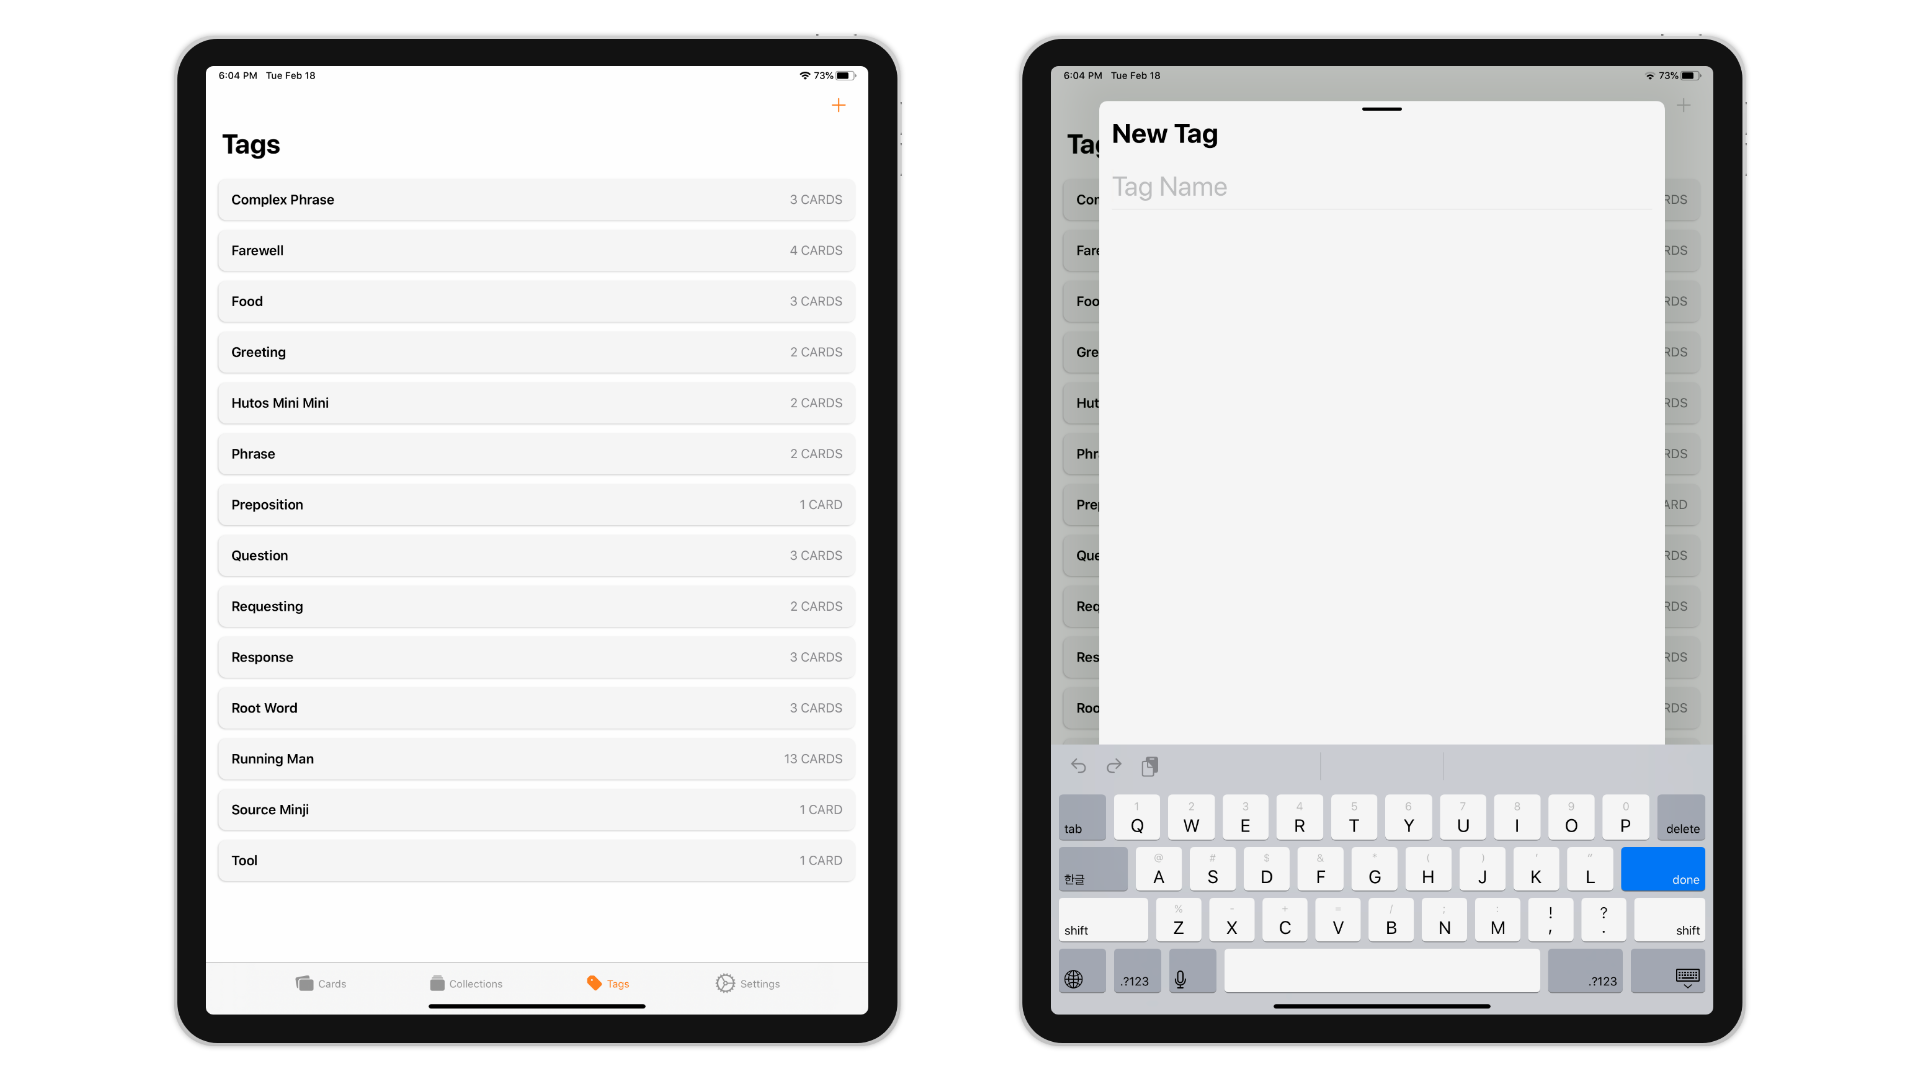 6:04 PM Tue Feb 18 73%
Tags
Complex Phrase 3 CARDS
Farewell 4 CARDS
Food 3 CARDS
Greeting 2 CARDS
Hutos Mini Mini 2 CARDS
Phrase 2 CARDS
Preposition 1 CARD
Question 3 CARDS
Requesting 2 CARDS
Response 3 CARDS
Root Word 3 CARDS
Running Man 13 CARDS
Source Minji 1 CARD
Tool 1 CARD
Cards Collections Tags Settings
6:04 PM Tue Feb 18 73%
Tag
New Tag
Tag Name
Con RDS
Fare RDS
Foo RDS
Gre RDS
Hut RDS
Phr RDS
Prep ARD
Que RDS
Req RDS
Res RDS
Roo RDS
1 2 3 4 5 6 7 8 9 0
tab Q W E R T Y U I O P delete
@ # $ & * ( ) ' "
한글 A S D F G H J K L done
% - + = / ; : ! ?
shift Z X C V B N M , . shift
.?123 .?123